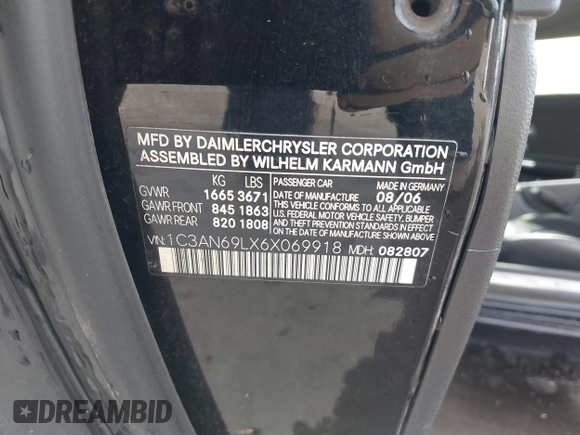 MFD BY DAIMLERCHRYSLER CORPORATION
ASSEMBLED BY WILHELM KARMANN GmbH
KG LBS
GVWR 1665 3671
GAWR FRONT 845 1863
GAWR REAR 820 1808
PASSENGER CAR MADE IN GERMANY
08/06
THIS VEHICLE CONFORMS TO ALL APPLICABLE
U.S. FEDERAL MOTOR VEHICLE SAFETY, BUMPER
AND THEFT PREVENTION STANDARDS IN EFFECT ON
THE DATE OF MANUFACTURE SHOWN ABOVE.
VIN: 1C3AN69LX6X069918 MDH: 082807
DREAMBID